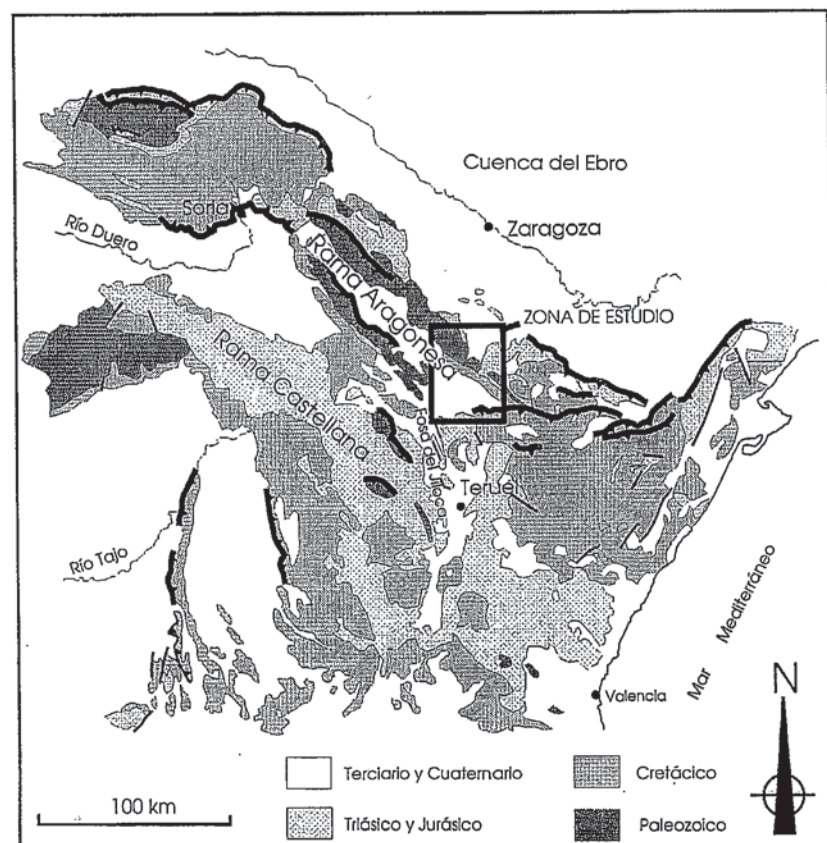 Cuenca del Ebro
Zaragoza
Soria
Río Duero
Rama Aragonesa
ZONA DE ESTUDIO
Rama Castellana
Fosa del Jiloca
Teruel
Río Tajo
Mar Mediterráneo
Valencia
N
Terciario y Cuaternario
Cretácico
100 km
Triásico y Jurásico
Paleozoico